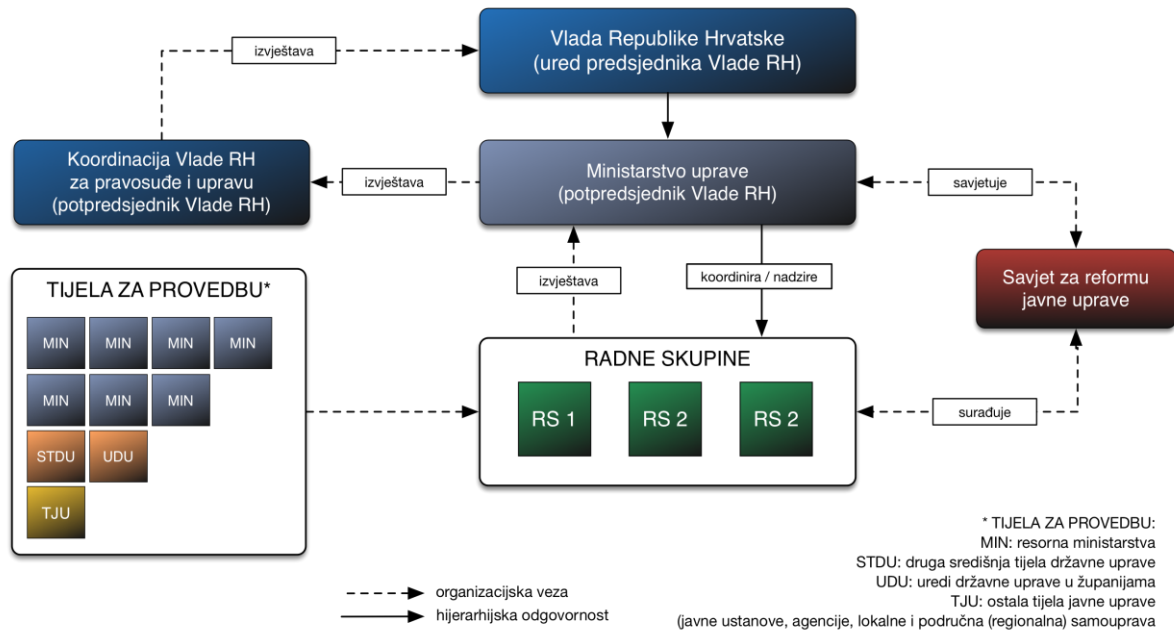 Vlada Republike Hrvatske
(ured predsjednika Vlade RH)
izvještava
Koordinacija Vlade RH
za pravosuđe i upravu
(potpredsjednik Vlade RH)
izvještava
Ministarstvo uprave
(potpredsjednik Vlade RH)
savjetuje
Savjet za reformu
javne uprave
izvještava
koordinira / nadzire
TIJELA ZA PROVEDBU*
MIN MIN MIN MIN
MIN MIN MIN
STDU UDU
TJU
RADNE SKUPINE
RS 1 RS 2 RS 2
surađuje
* TIJELA ZA PROVEDBU:
MIN: resorna ministarstva
STDU: druga središnja tijela državne uprave
UDU: uredi državne uprave u županijama
TJU: ostala tijela javne uprave
(javne ustanove, agencije, lokalne i područna (regionalna) samouprava
organizacijska veza
hijerarhijska odgovornost